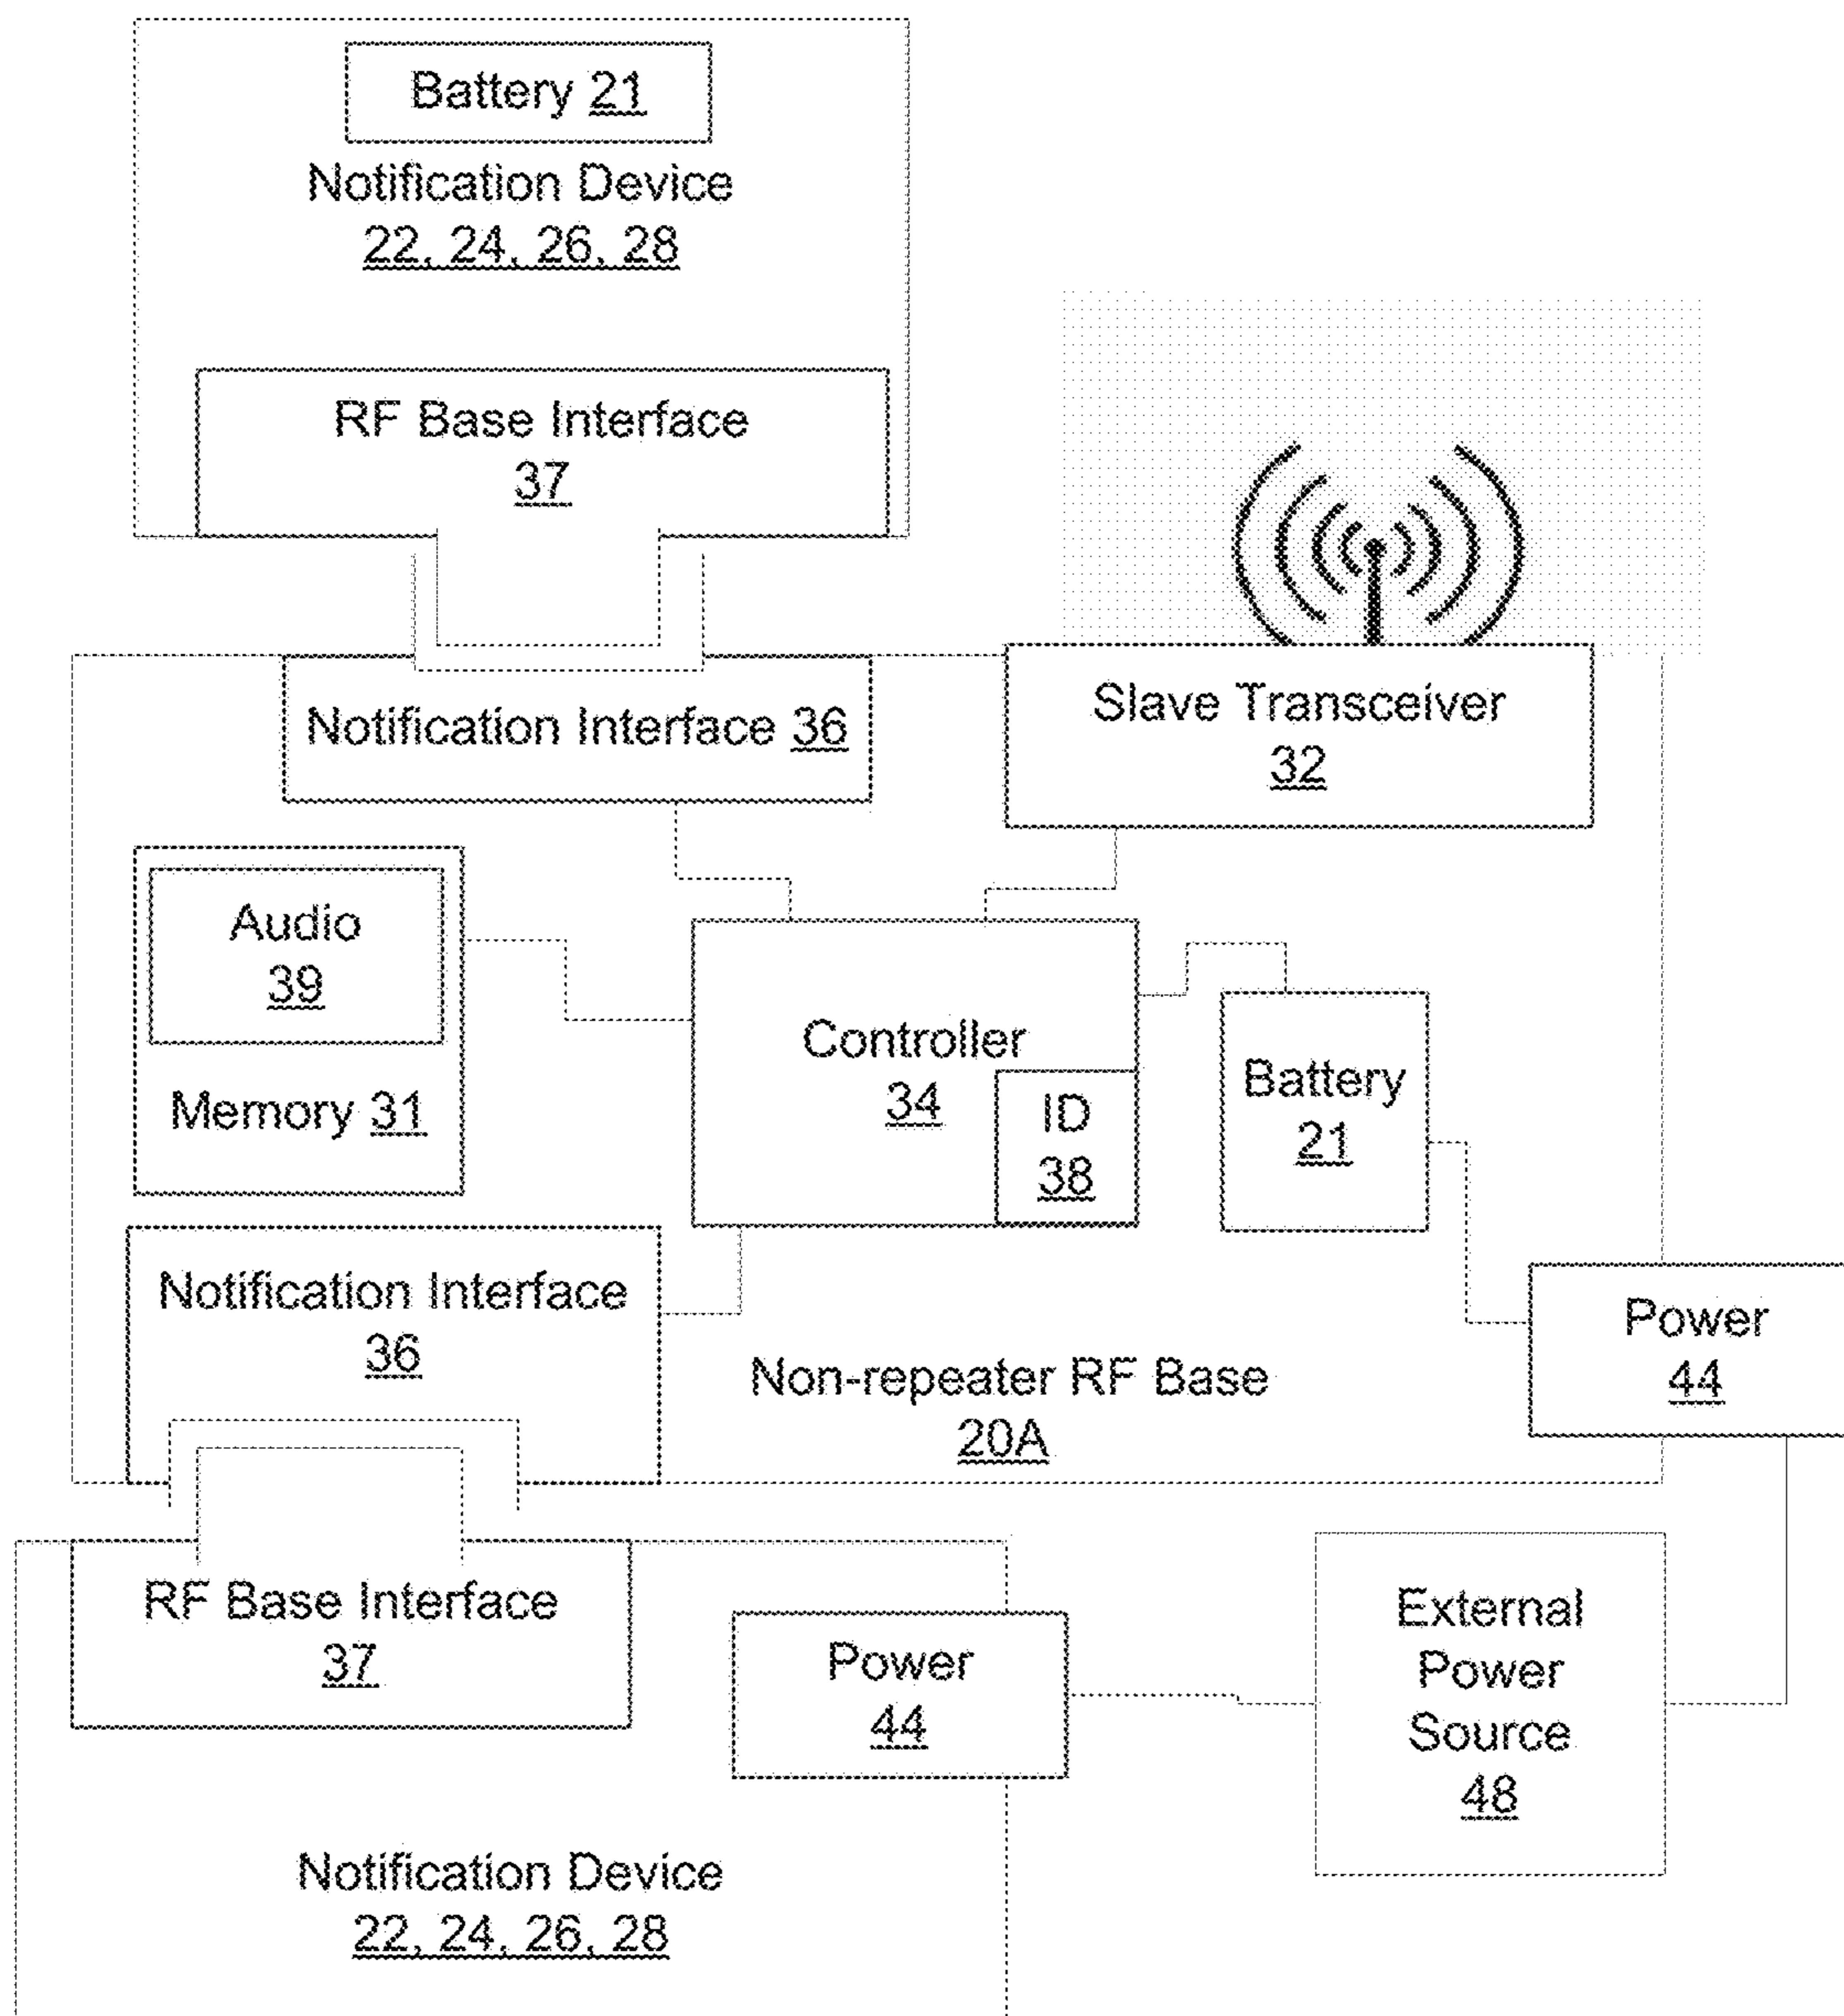 Battery 21
Notification Device
22, 24, 26, 28
RF Base Interface
37
Notification Interface 36
Slave Transceiver
32
Audio
39
Memory 31
Controller
34
ID
38
Battery
21
Notification Interface
36
Non-repeater RF Base
20A
Power
44
RF Base Interface
37
Power
44
External
Power
Source
48
Notification Device
22, 24, 26, 28